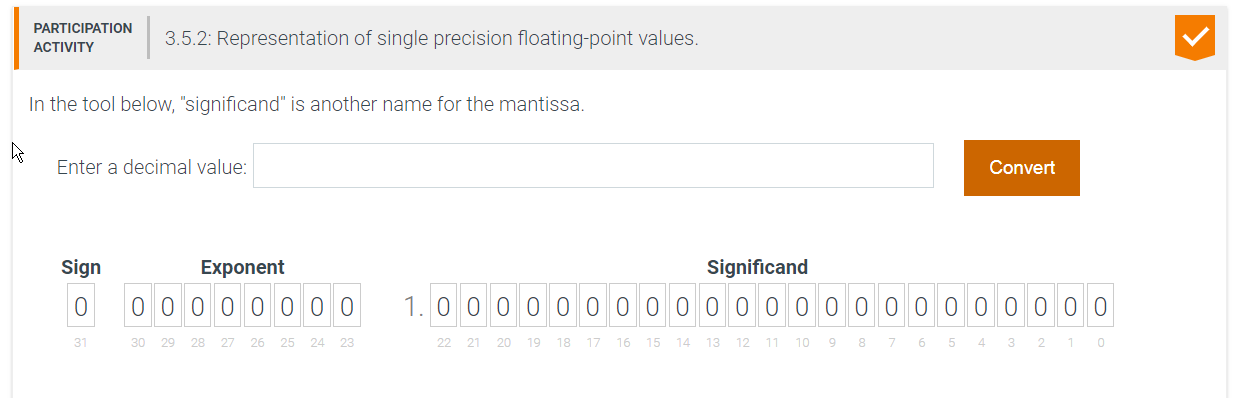 PARTICIPATION
ACTIVITY
3.5.2: Representation of single precision floating-point values.
In the tool below, "significand" is another name for the mantissa.
Enter a decimal value:
Convert
Sign Exponent Significand
0 0 0 0 0 0 0 0 0 1. 0 0 0 0 0 0 0 0 0 0 0 0 0 0 0 0 0 0 0 0 0 0 0
31 30 29 28 27 26 25 24 23 22 21 20 19 18 17 16 15 14 13 12 11 10 9 8 7 6 5 4 3 2 1 0